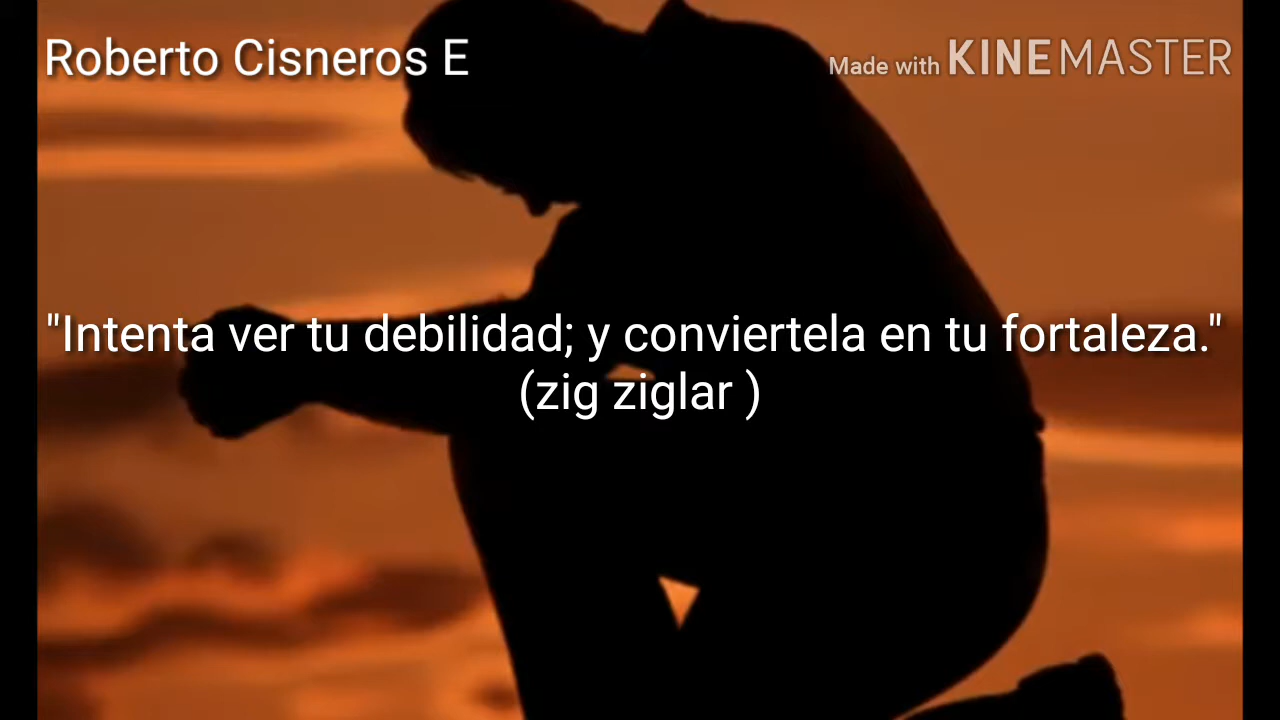 Roberto Cisneros E
Made with KINEMASTER
"Intenta ver tu debilidad; y conviertela en tu fortaleza."
(zig ziglar )